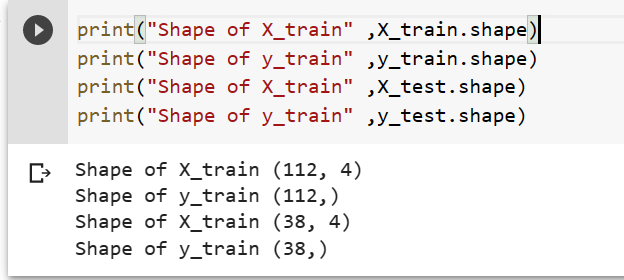 print("Shape of X_train" ,X_train.shape)
print("Shape of y_train" ,y_train.shape)
print("Shape of X_train" ,X_test.shape)
print("Shape of y_train" ,y_test.shape)
Shape of X_train (112, 4)
Shape of y_train (112,)
Shape of X_train (38, 4)
Shape of y_train (38,)